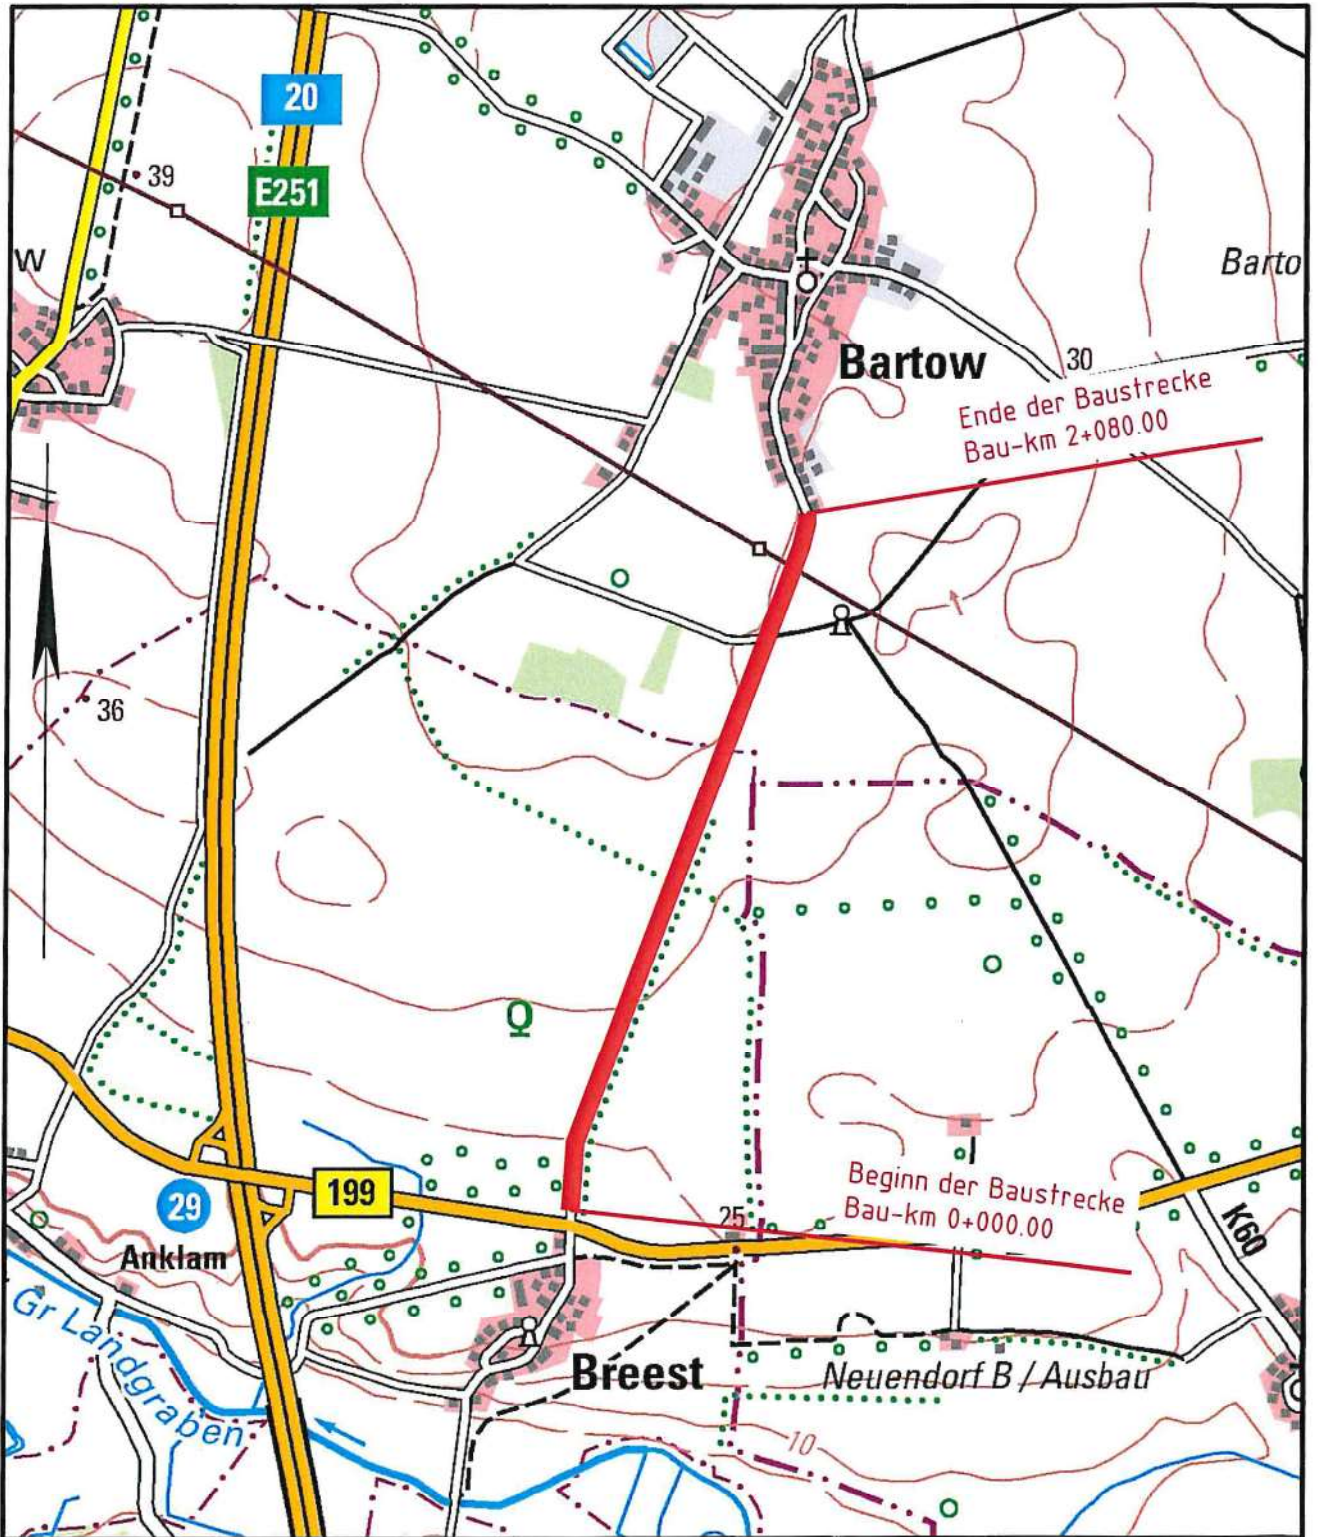 20
39
E251
W
Barto
Bartow
30
Ende der Baustrecke
Bau-km 2+080.00
36
Beginn der Baustrecke
Bau-km 0+000.00
199
29
25
K60
Anklam
Gr Landgraben
Breest
Neuendorf B / Ausbau
10